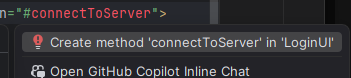 n="#connectToServer">
Create method 'connectToServer' in 'LoginUI'
Open GitHub Copilot Inline Chat